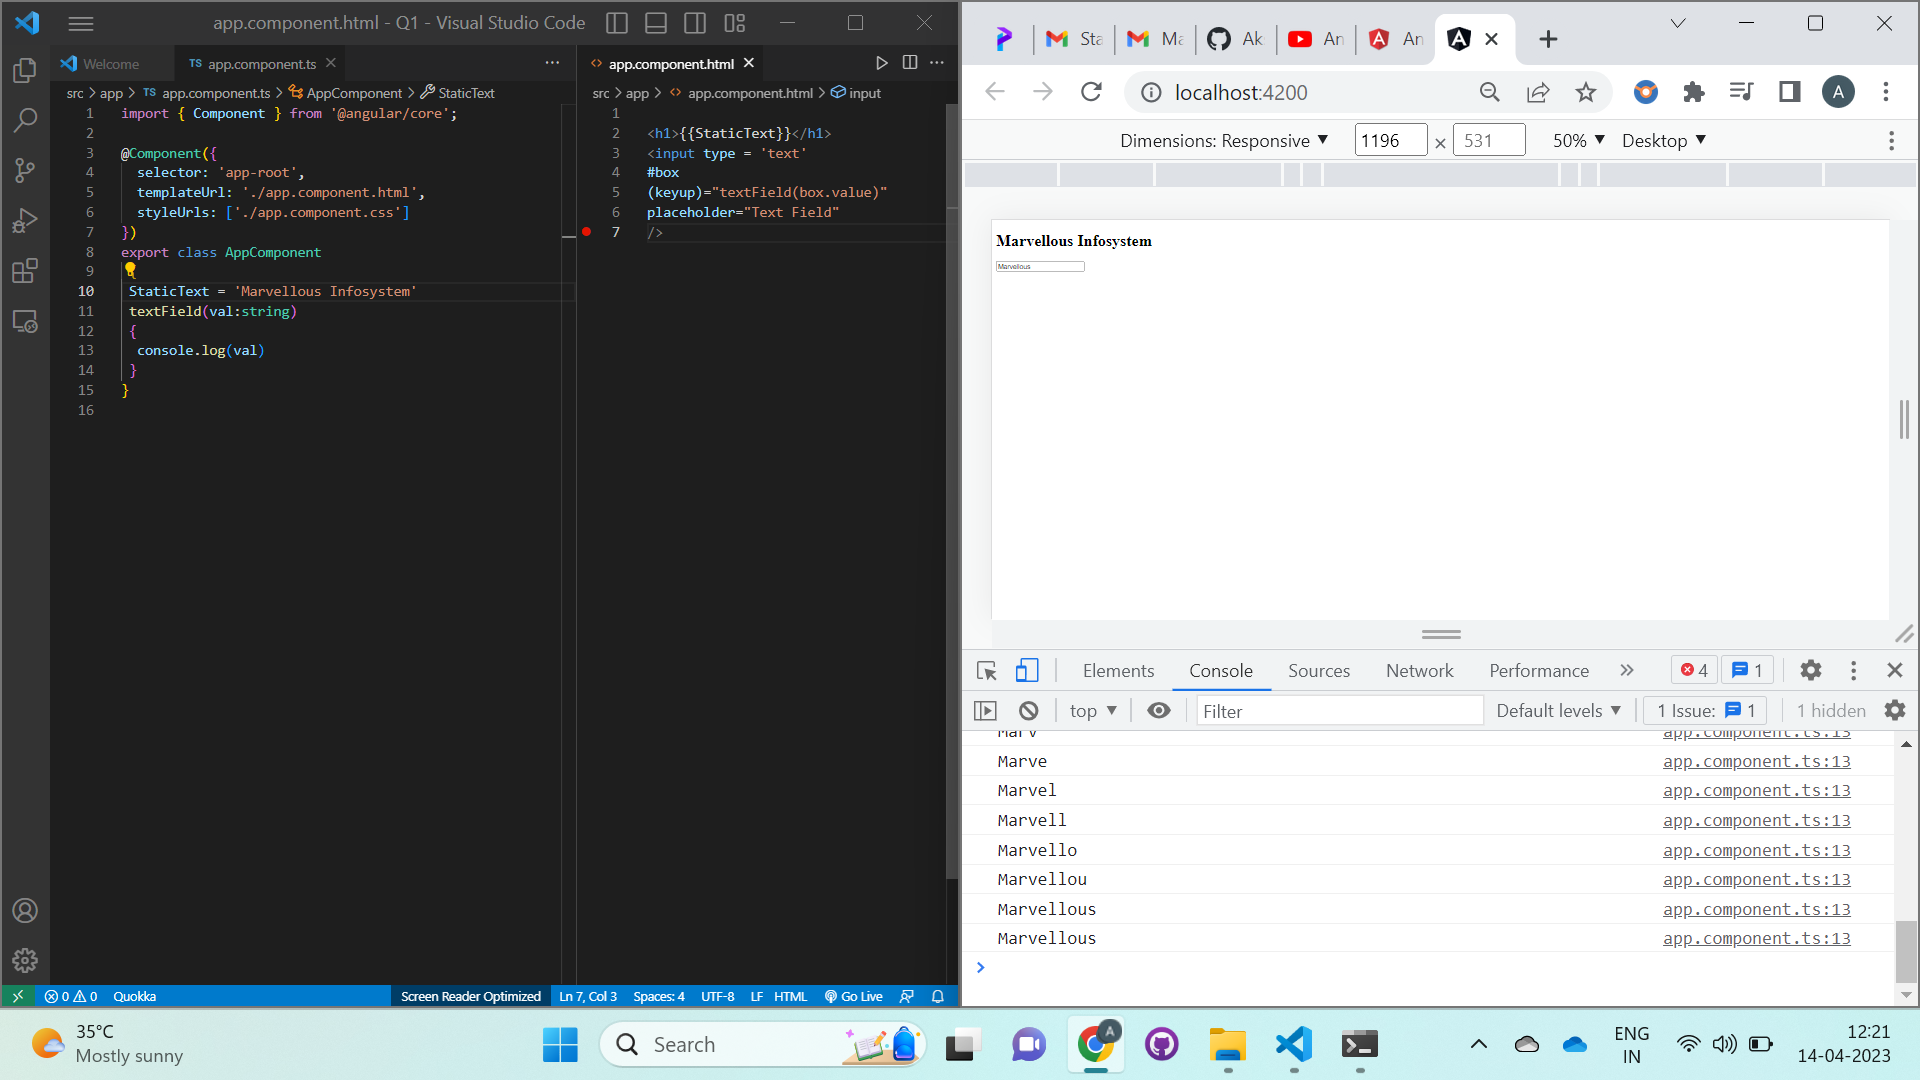 app.component.html - Q1 - Visual Studio Code
Welcome
TS app.component.ts
src > app > TS app.component.ts > AppComponent > StaticText
1 import { Component } from '@angular/core';
2
3 @Component({
4 selector: 'app-root',
5 templateUrl: './app.component.html',
6 styleUrls: ['./app.component.css']
7 })
8 export class AppComponent
9
10 StaticText = 'Marvellous Infosystem'
11 textField(val:string)
12 {
13 console.log(val)
14 }
15 }
16
<> app.component.html
src > app > <> app.component.html > input
1
2 <h1>{{StaticText}}</h1>
3 <input type = 'text'
4 #box
5 (keyup)="textField(box.value)"
6 placeholder="Text Field"
7 />
0 0 Quokka
Screen Reader Optimized
Ln 7, Col 3
Spaces: 4
UTF-8
LF
HTML
Go Live
Sta
Ma
Ak
An
An
localhost:4200
A
Dimensions: Responsive 1196 × 531 50% Desktop
Marvellous Infosystem
Marvellous
Elements Console Sources Network Performance » 4 1
top Filter Default levels 1 Issue: 1 1 hidden
Marv app.component.ts:13
Marve app.component.ts:13
Marvel app.component.ts:13
Marvell app.component.ts:13
Marvello app.component.ts:13
Marvellou app.component.ts:13
Marvellous app.component.ts:13
Marvellous app.component.ts:13
>
35°C
Mostly sunny
Search
A
ENG
IN
12:21
14-04-2023